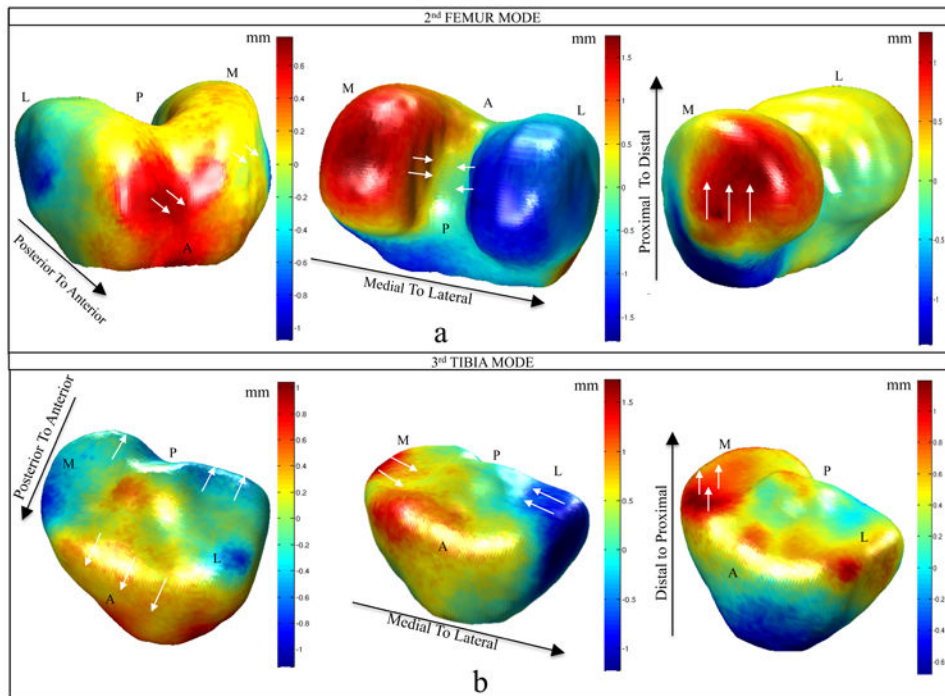 2nd FEMUR MODE
mm
mm
mm
L
P
M
M
A
L
M
L
A
P
0.6
0.4
0.2
0
-0.2
-0.4
-0.6
-0.8
-1
1.5
1
0.5
0
-0.5
-1
-1.5
1
0.5
0
-0.5
-1
Posterior To Anterior
Medial To Lateral
Proximal To Distal
a
3rd TIBIA MODE
mm
mm
mm
M
P
L
A
M
P
L
A
M
P
L
A
1
0.8
0.6
0.4
0.2
0
-0.2
-0.4
-0.6
-0.8
-1
1.5
1
0.5
0
-0.5
-1
1
0.8
0.6
0.4
0.2
0
-0.2
-0.4
Posterior To Anterior
Medial To Lateral
Distal to Proximal
b